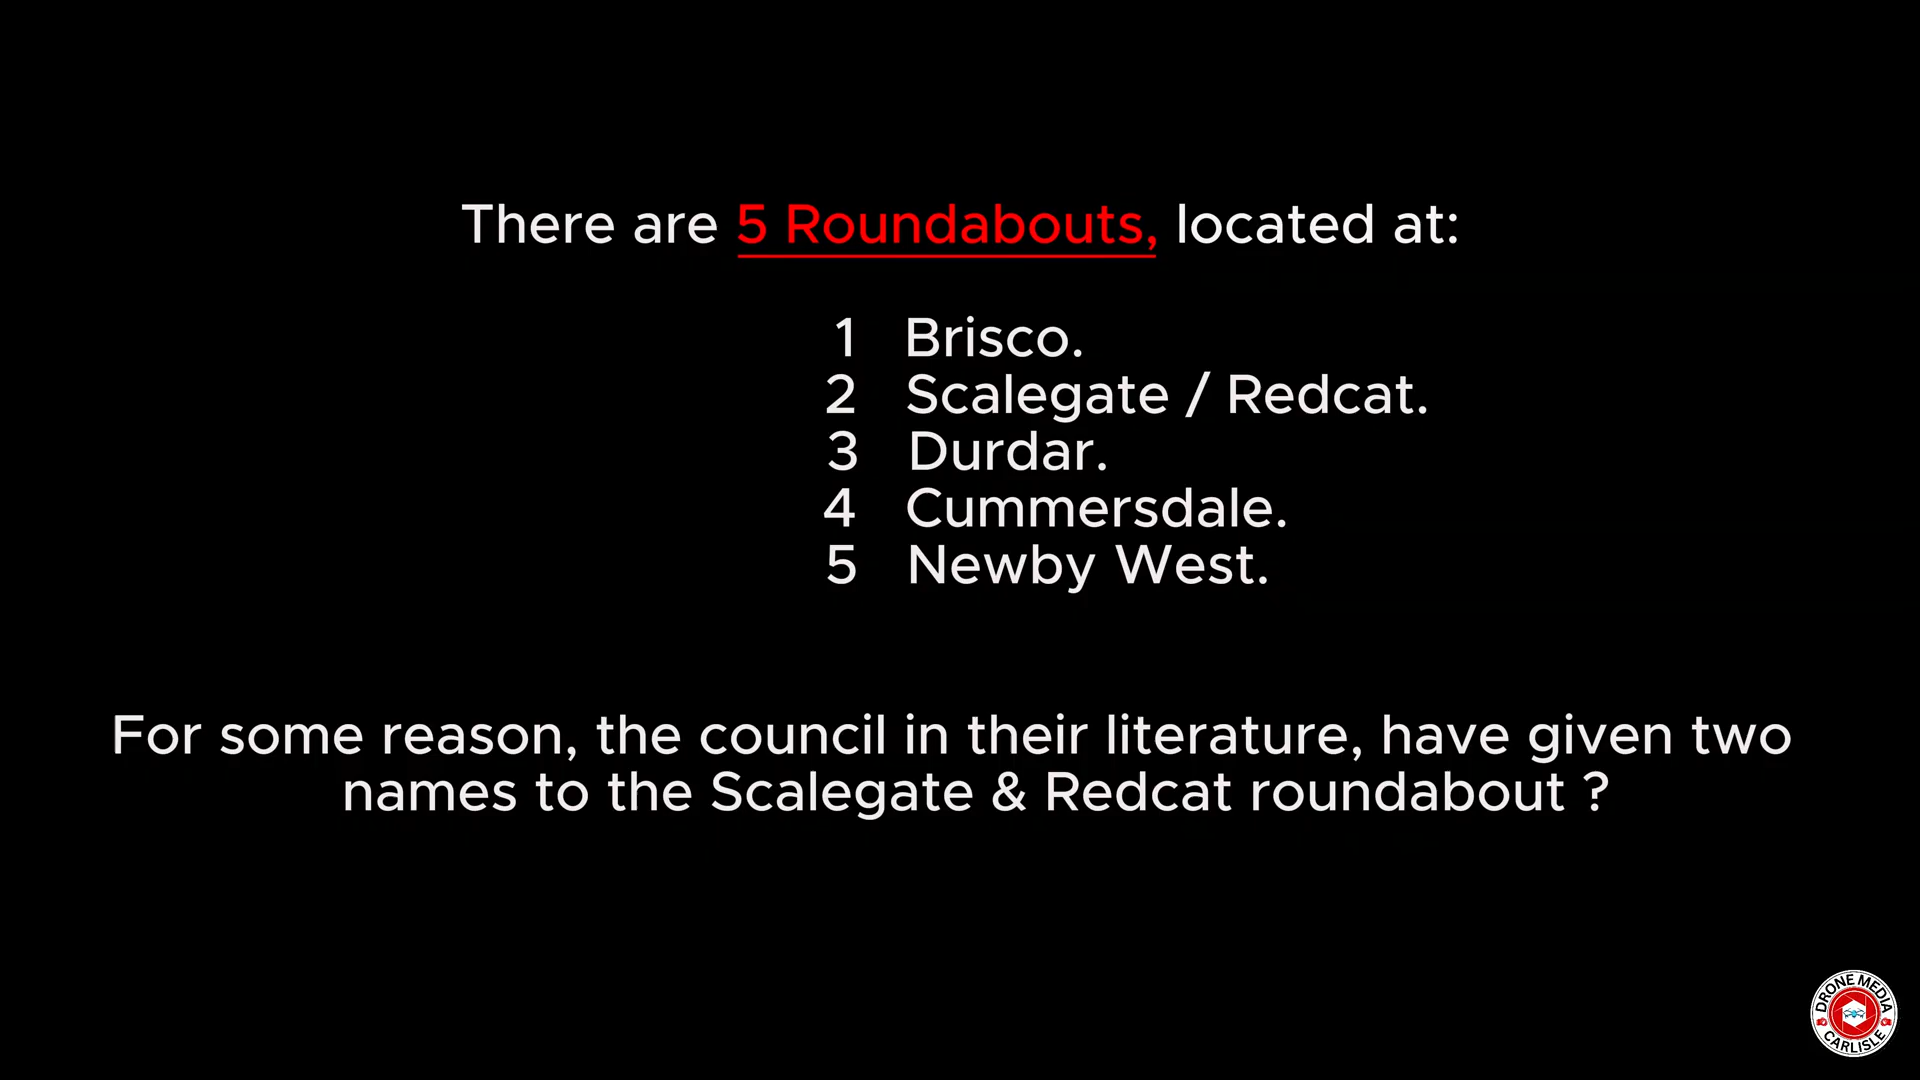 There are 5 Roundabouts, located at:
1 Brisco.
2 Scalegate / Redcat.
3 Durdar.
4 Cummersdale.
5 Newby West.
For some reason, the council in their literature, have given two
names to the Scalegate & Redcat roundabout ?
DRONE MEDIA
CARLISLE